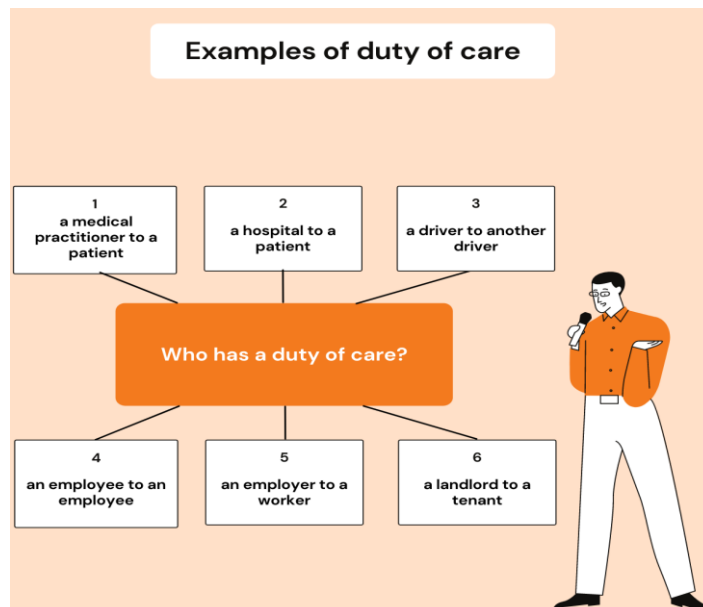 Examples of duty of care
1
a medical
practitioner to a
patient
2
a hospital to a
patient
3
a driver to another
driver
Who has a duty of care?
4
an employee to an
employee
5
an employer to a
worker
6
a landlord to a
tenant